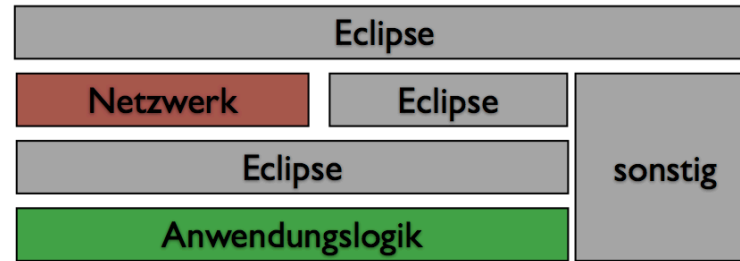 Eclipse
Netzwerk
Eclipse
Eclipse
sonstig
Anwendungslogik